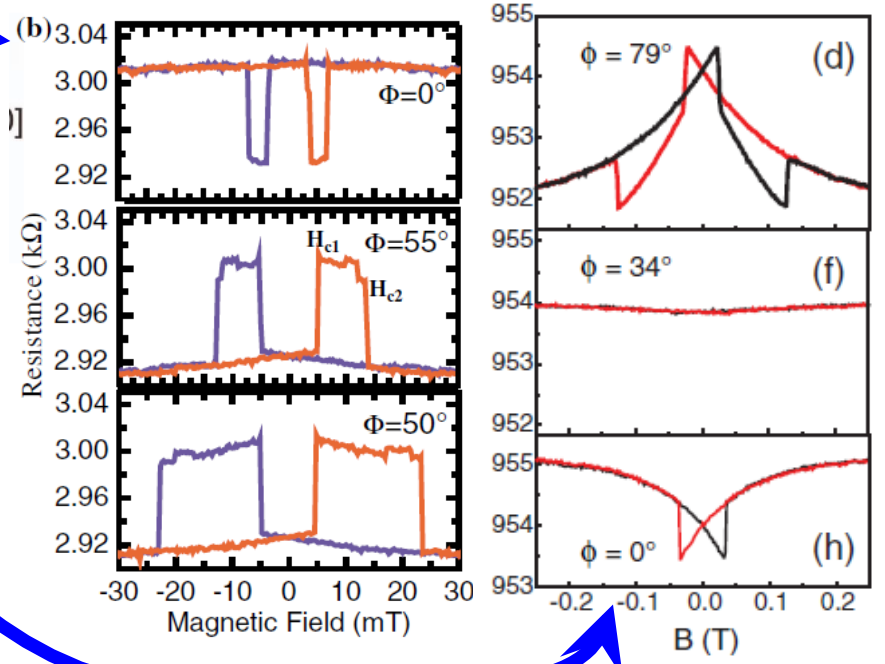 (b)
3.04
3.00
2.96
2.92
Φ=0°
0]
3.04
3.00
2.96
2.92
Hc1
Φ=55°
Hc2
3.04
3.00
2.96
2.92
Φ=50°
Resistance (kΩ)
-30 -20 -10 0 10 20 30
Magnetic Field (mT)
955
954
953
952
ϕ = 79°
(d)
955
954
953
952
ϕ = 34°
(f)
955
954
953
ϕ = 0°
(h)
-0.2 -0.1 0.0 0.1 0.2
B (T)